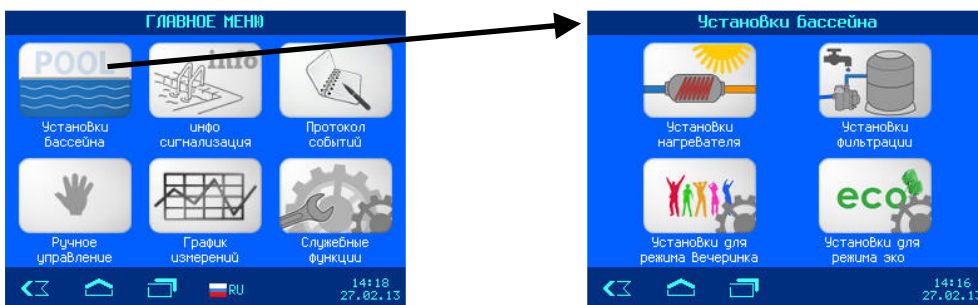 ГЛАВНОЕ МЕНЮ
POOL
info
Установки
бассейна
инфо
сигнализация
Протокол
событий
Ручное
управление
График
измерений
Служебные
функции
RU
14:18
27.02.13
Установки бассейна
Установки
нагревателя
Установки
фильтрации
eco
Установки для
режима Вечеринка
Установки для
режима эко
14:16
27.02.13